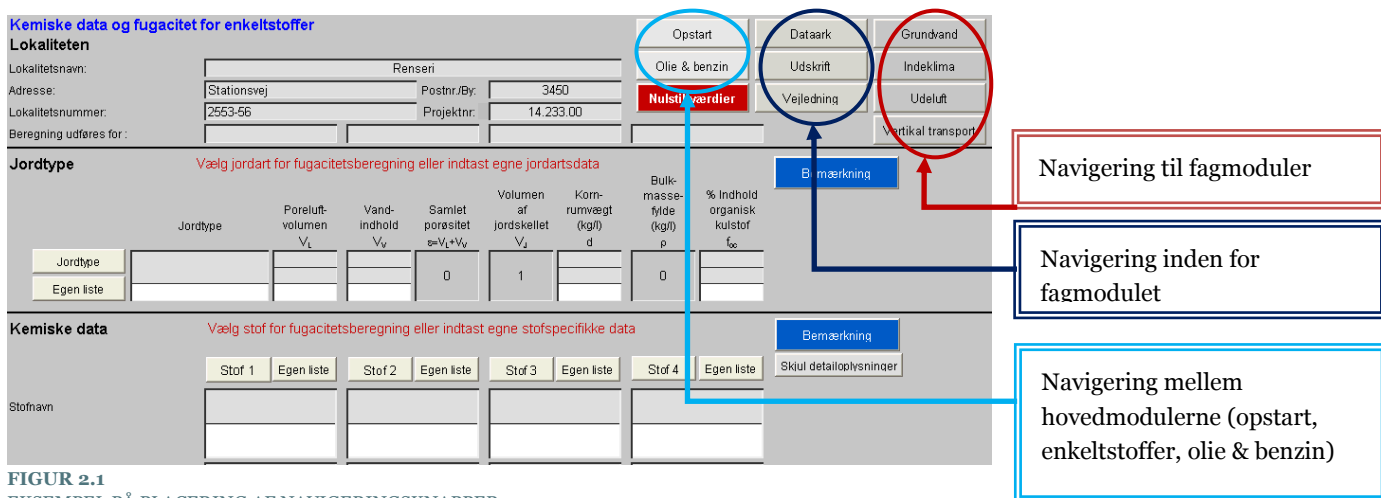 Kemiske data og fugacitet for enkeltstoffer
Lokaliteten
Opstart Dataark Grundvand
Lokalitetsnavn: Renseri Olie & benzin Udskrift Indeklima
Adresse: Stationsvej Postnr./By: 3450 Nulstil værdier Vejledning Udeluft
Lokalitetsnummer: 2553-56 Projektnr: 14.233.00
Beregning udføres for : Vertikal transport
Jordtype Vælg jordart for fugacitetsberegning eller indtast egne jordartsdata Bemærkning
Jordtype
Poreluft-
volumen
VL
Vand-
indhold
VV
Samlet
porøsitet
ε=VL+VV
Volumen
af
jordskellet
VJ
Korn-
rumvægt
(kg/l)
d
Bulk-
masse-
fylde
(kg/l)
ρ
% Indhold
organisk
kulstof
foc
Jordtype
Egen liste
0 1 0
Kemiske data Vælg stof for fugacitetsberegning eller indtast egne stofspecifikke data Bemærkning
Stof 1 Egen liste Stof 2 Egen liste Stof 3 Egen liste Stof 4 Egen liste Skjul detailoplysninger
Stofnavn
Navigering til fagmoduler
Navigering inden for
fagmodulet
Navigering mellem
hovedmodulerne (opstart,
enkeltstoffer, olie & benzin)
FIGUR 2.1
EKSEMPEL PÅ PLACERING AF NAVIGERINGSKNAPPER